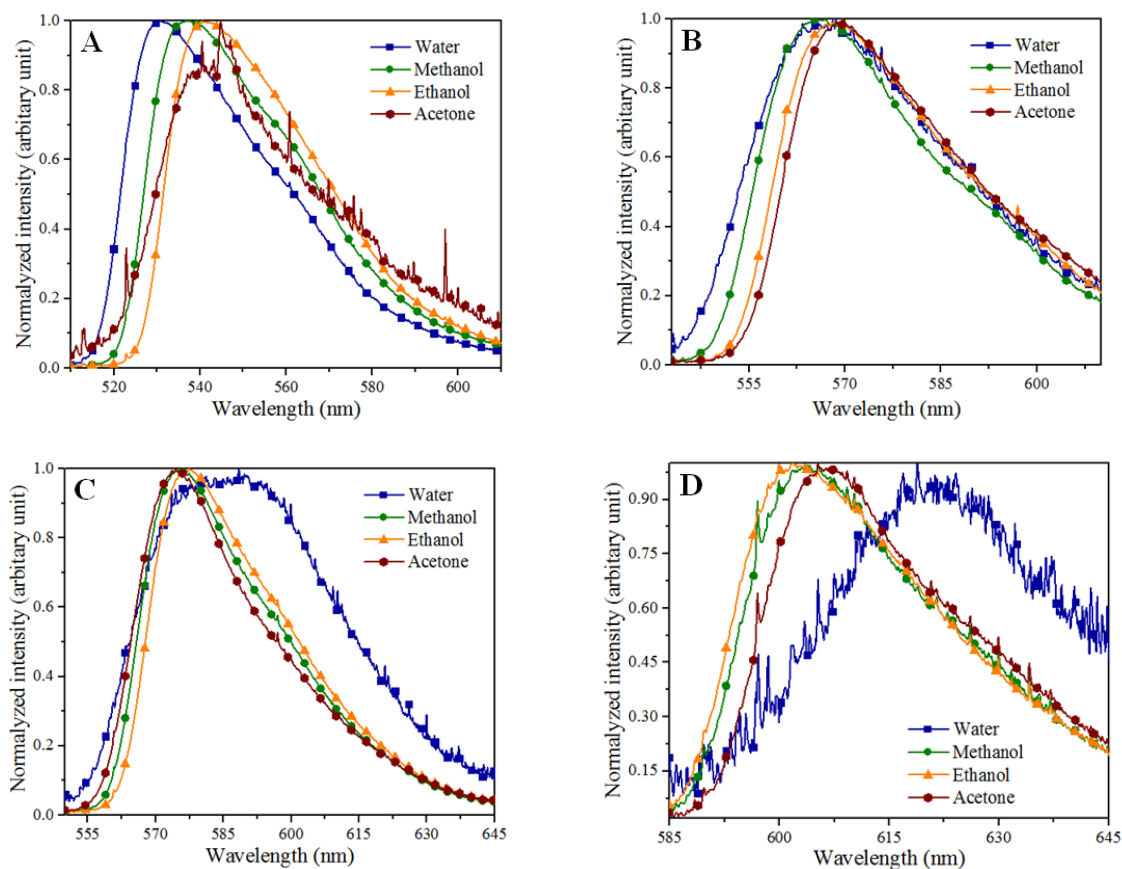 A
Water
Methanol
Ethanol
Acetone
1.0
0.8
0.6
0.4
0.2
0.0
Normalized intensity (arbitary unit)
520 540 560 580 600
Wavelength (nm)
B
Water
Methanol
Ethanol
Acetone
1.0
0.8
0.6
0.4
0.2
0.0
Normalized intensity (arbitary unit)
555 570 585 600
Wavelength (nm)
C
Water
Methanol
Ethanol
Acetone
1.0
0.8
0.6
0.4
0.2
0.0
Normalized intensity (arbitary unit)
555 570 585 600 615 630 645
Wavelength (nm)
D
Water
Methanol
Ethanol
Acetone
0.90
0.75
0.60
0.45
0.30
0.15
Normalized intensity (arbitary unit)
585 600 615 630 645
Wavelength (nm)